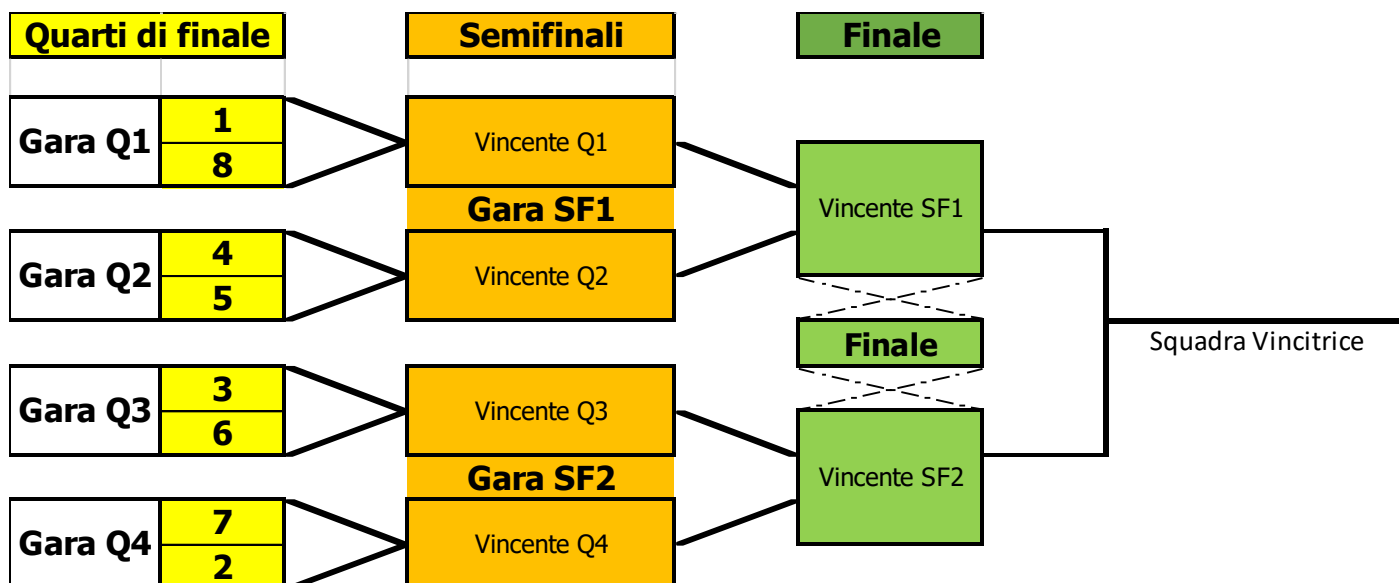 Quarti di finale
Semifinali
Finale
Gara Q1
1
8
Vincente Q1
Gara SF1
Gara Q2
4
5
Vincente Q2
Vincente SF1
Finale
Squadra Vincitrice
Gara Q3
3
6
Vincente Q3
Gara SF2
Vincente SF2
Gara Q4
7
2
Vincente Q4